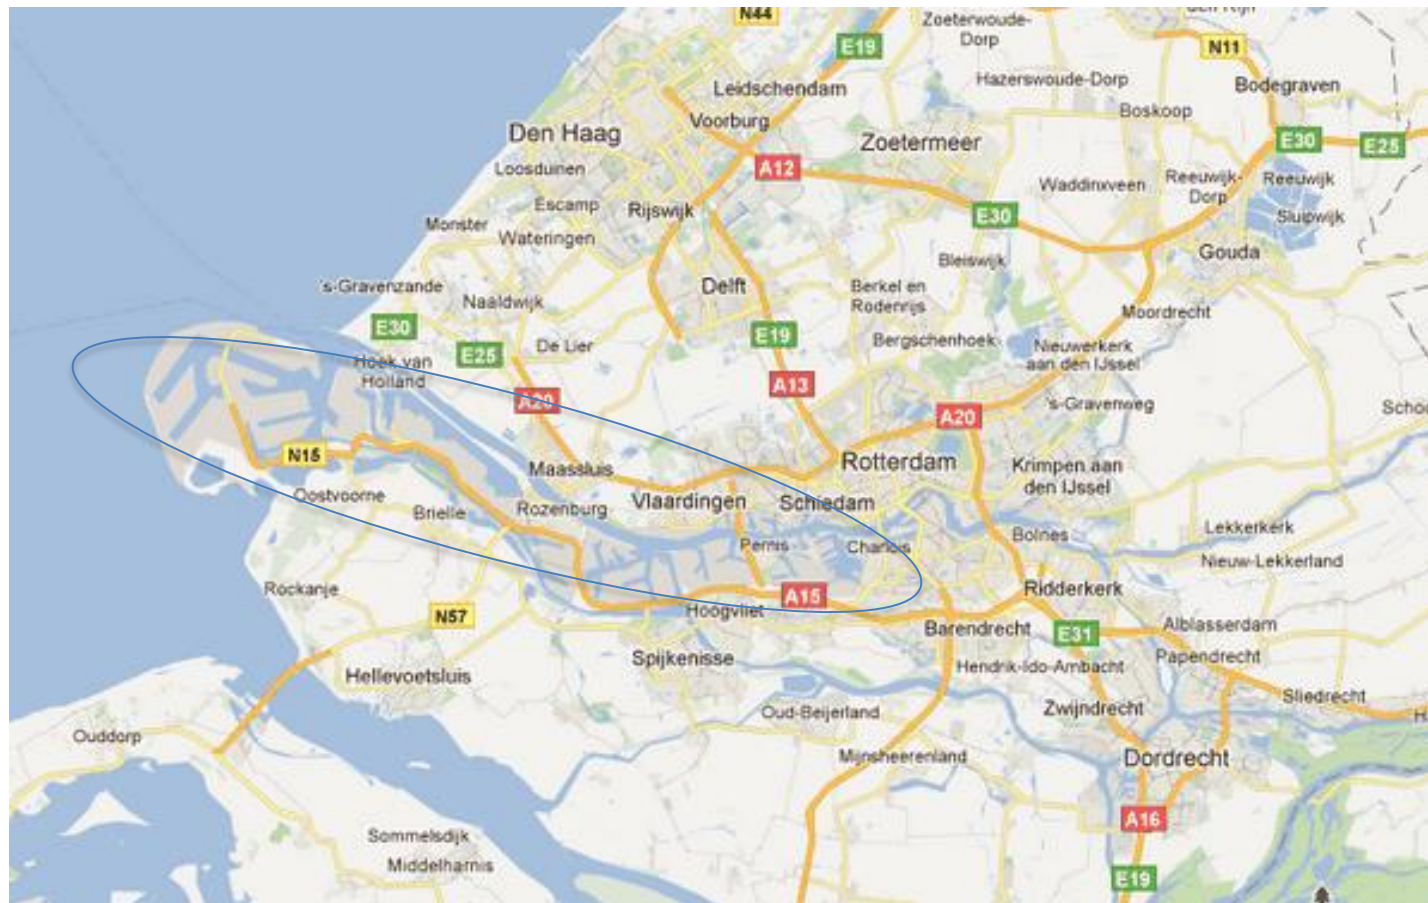 N44
Zoeterwoude-
Dorp
E19
N11
Leidschendam
Hazerswoude-Dorp
Bodegraven
Boskoop
Voorburg
Den Haag
Zoetermeer
E30
E25
Loosduinen
A12
Waddinxveen
Reeuwijk-
Dorp
Reeuwijk
Escamp
Rijswijk
E30
Sluipwijk
Monster
Wateringen
Gouda
Bleiswijk
's-Gravenzande
Naaldwijk
Delft
Berkel en
Rodenrijs
Moordrecht
E30
E19
Bergschenhoek
E25
De Lier
Nieuwerkerk
aan den IJssel
Hoek van
Holland
A20
A13
A20
's-Gravenweg
N15
Maassluis
Rotterdam
Krimpen aan
den IJssel
Oostvoorne
Brielle
Rozenburg
Vlaardingen
Schiedam
Lekkerkerk
Pernis
Charlois
Bolnes
Nieuw-Lekkerland
Rockanje
A15
Ridderkerk
N57
Hoogvliet
Barendrecht
E31
Alblasserdam
Spijkenisse
Hendrik-Ido-Ambacht
Papendrecht
Hellevoetsluis
Sliedrecht
Oud-Beijerland
Zwijndrecht
Ouddorp
Mijnsheerenland
Dordrecht
A16
Sommelsdijk
Middelharnis
E19